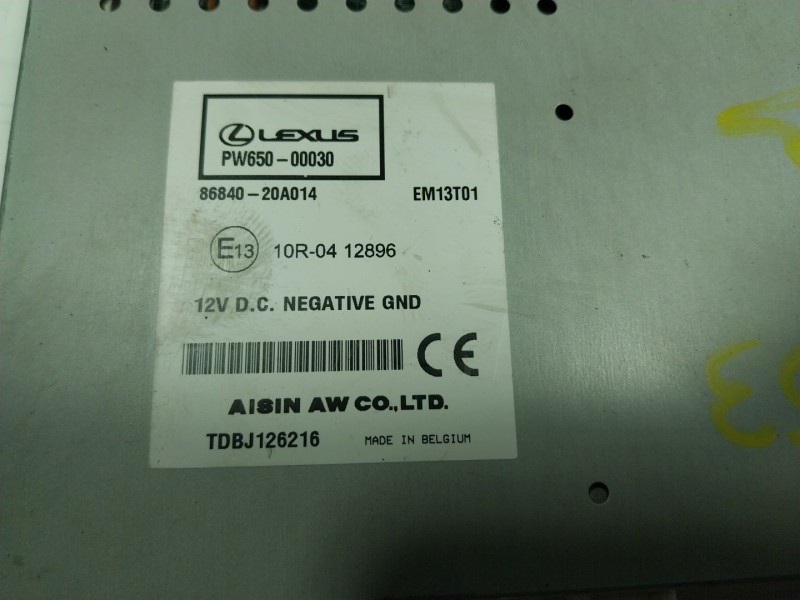 LEXUS
PW650-00030
86840-20A014 EM13T01
E13 10R-04 12896
12V D.C. NEGATIVE GND
CE
AISIN AW CO.,LTD.
TDBJ126216 MADE IN BELGIUM